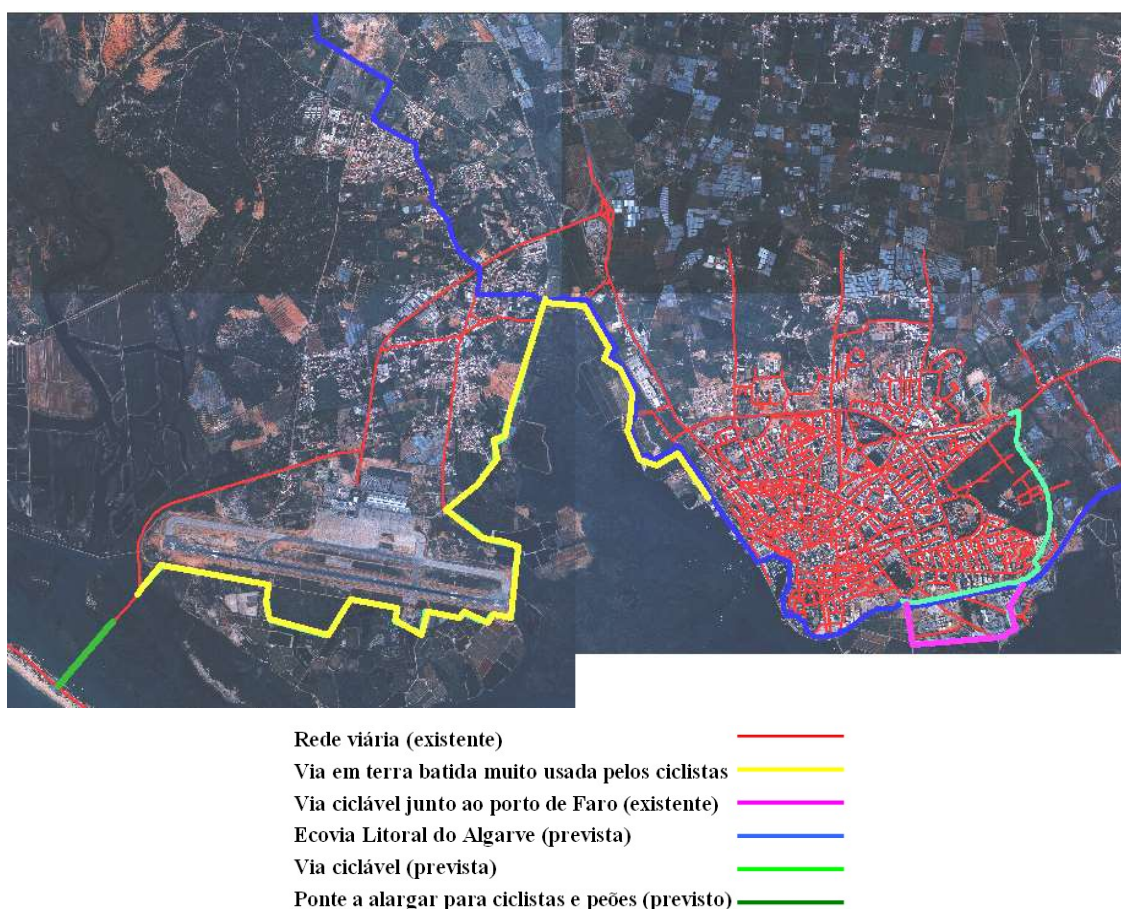 Rede viária (existente)
Via em terra batida muito usada pelos ciclistas
Via ciclável junto ao porto de Faro (existente)
Ecovia Litoral do Algarve (prevista)
Via ciclável (prevista)
Ponte a alargar para ciclistas e peões (previsto)